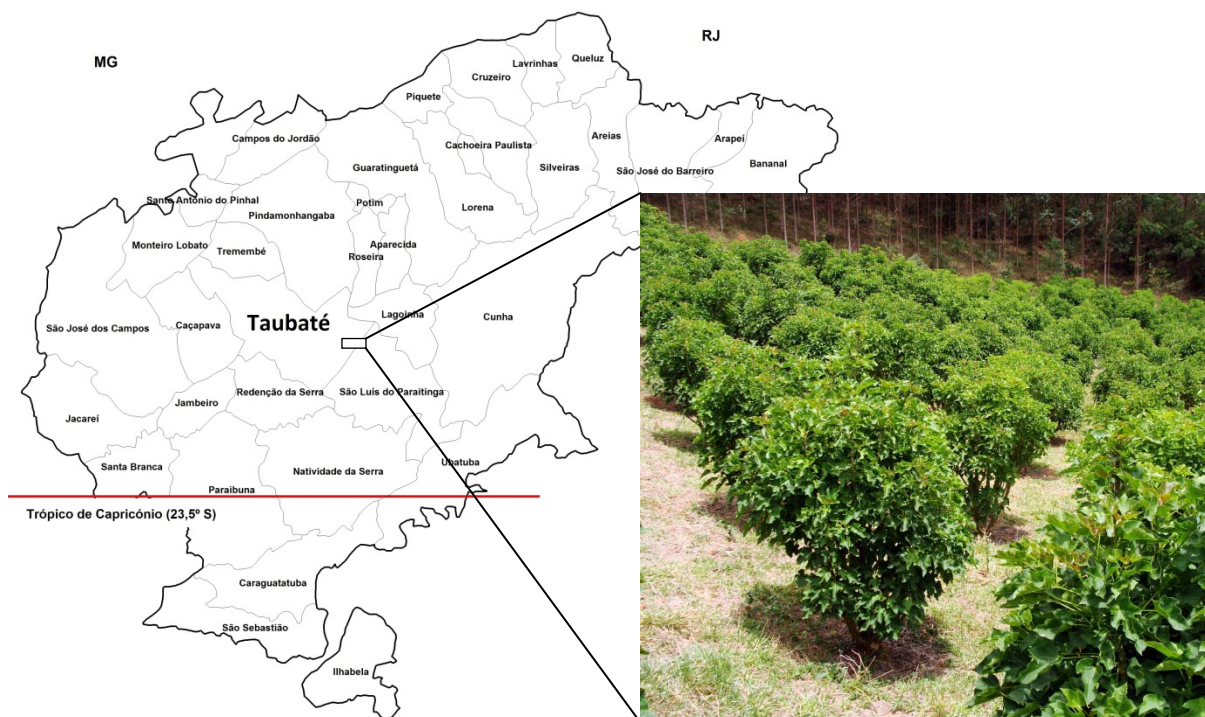 RJ
MG
Queluz
Lavrinhas
Cruzeiro
Piquete
Campos do Jordão
Cachoeira Paulista
Areias
Arapeí
Bananal
Guaratinguetá
Silveiras
São José do Barreiro
Santo Antônio do Pinhal
Potim
Lorena
Pindamonhangaba
Monteiro Lobato
Tremembé
Aparecida
Roseira
Taubaté
Lagoinha
Cunha
São José dos Campos
Caçapava
Redenção da Serra
São Luís do Paraitinga
Jambeiro
Jacareí
Santa Branca
Natividade da Serra
Ubatuba
Paraibuna
Trópico de Capricónio (23,5º S)
Caraguatatuba
São Sebastião
Ilhabela